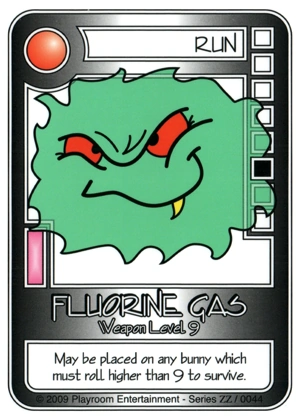 RUN
FLUORINE GAS
Weapon Level 9
May be placed on any bunny which
must roll higher than 9 to survive.
© 2009 Playroom Entertainment - Series ZZ / 0044